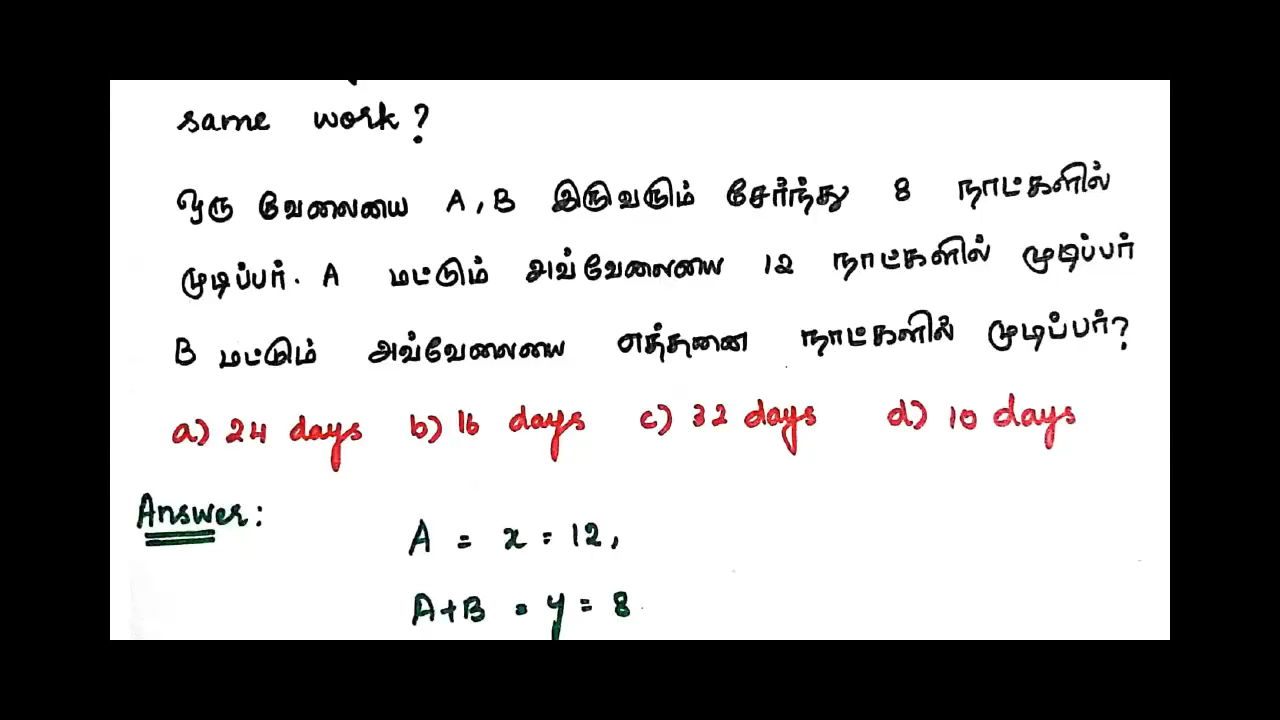 same work?
ஒரு வேலையை A, B இருவரும் சேர்ந்து 8 நாட்களில்
முடிப்பர். A மட்டும் அவ்வேலையை 12 நாட்களில் முடிப்பர்
B மட்டும் அவ்வேலையை எத்தனை நாட்களில் முடிப்பர்?
a) 24 days b) 16 days c) 32 days d) 10 days
Answer:
A = x = 12,
A+B = y = 8